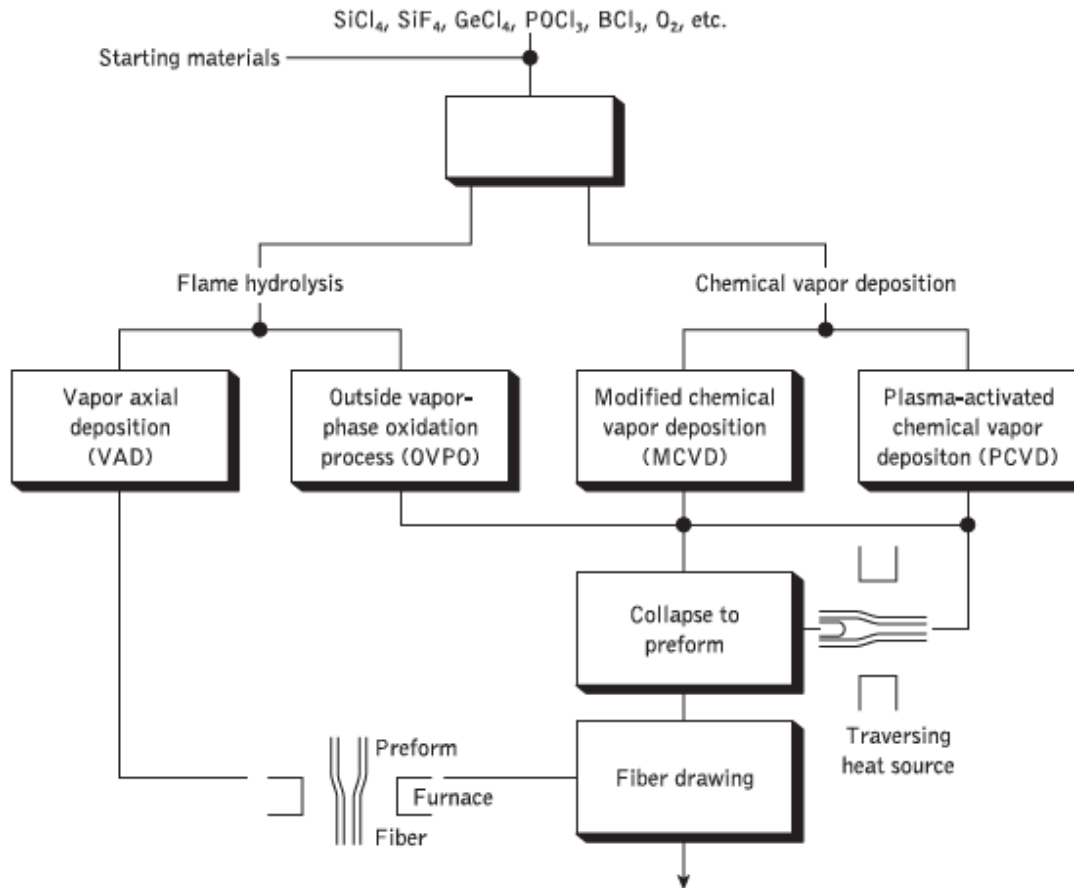 SiCl₄, SiF₄, GeCl₄, POCl₃, BCl₃, O₂, etc.
Starting materials
Flame hydrolysis
Chemical vapor deposition
Vapor axial
deposition
(VAD)
Outside vapor-
phase oxidation
process (OVPO)
Modified chemical
vapor deposition
(MCVD)
Plasma-activated
chemical vapor
depositon (PCVD)
Collapse to
preform
Traversing
heat source
Preform
Furnace
Fiber
Fiber drawing